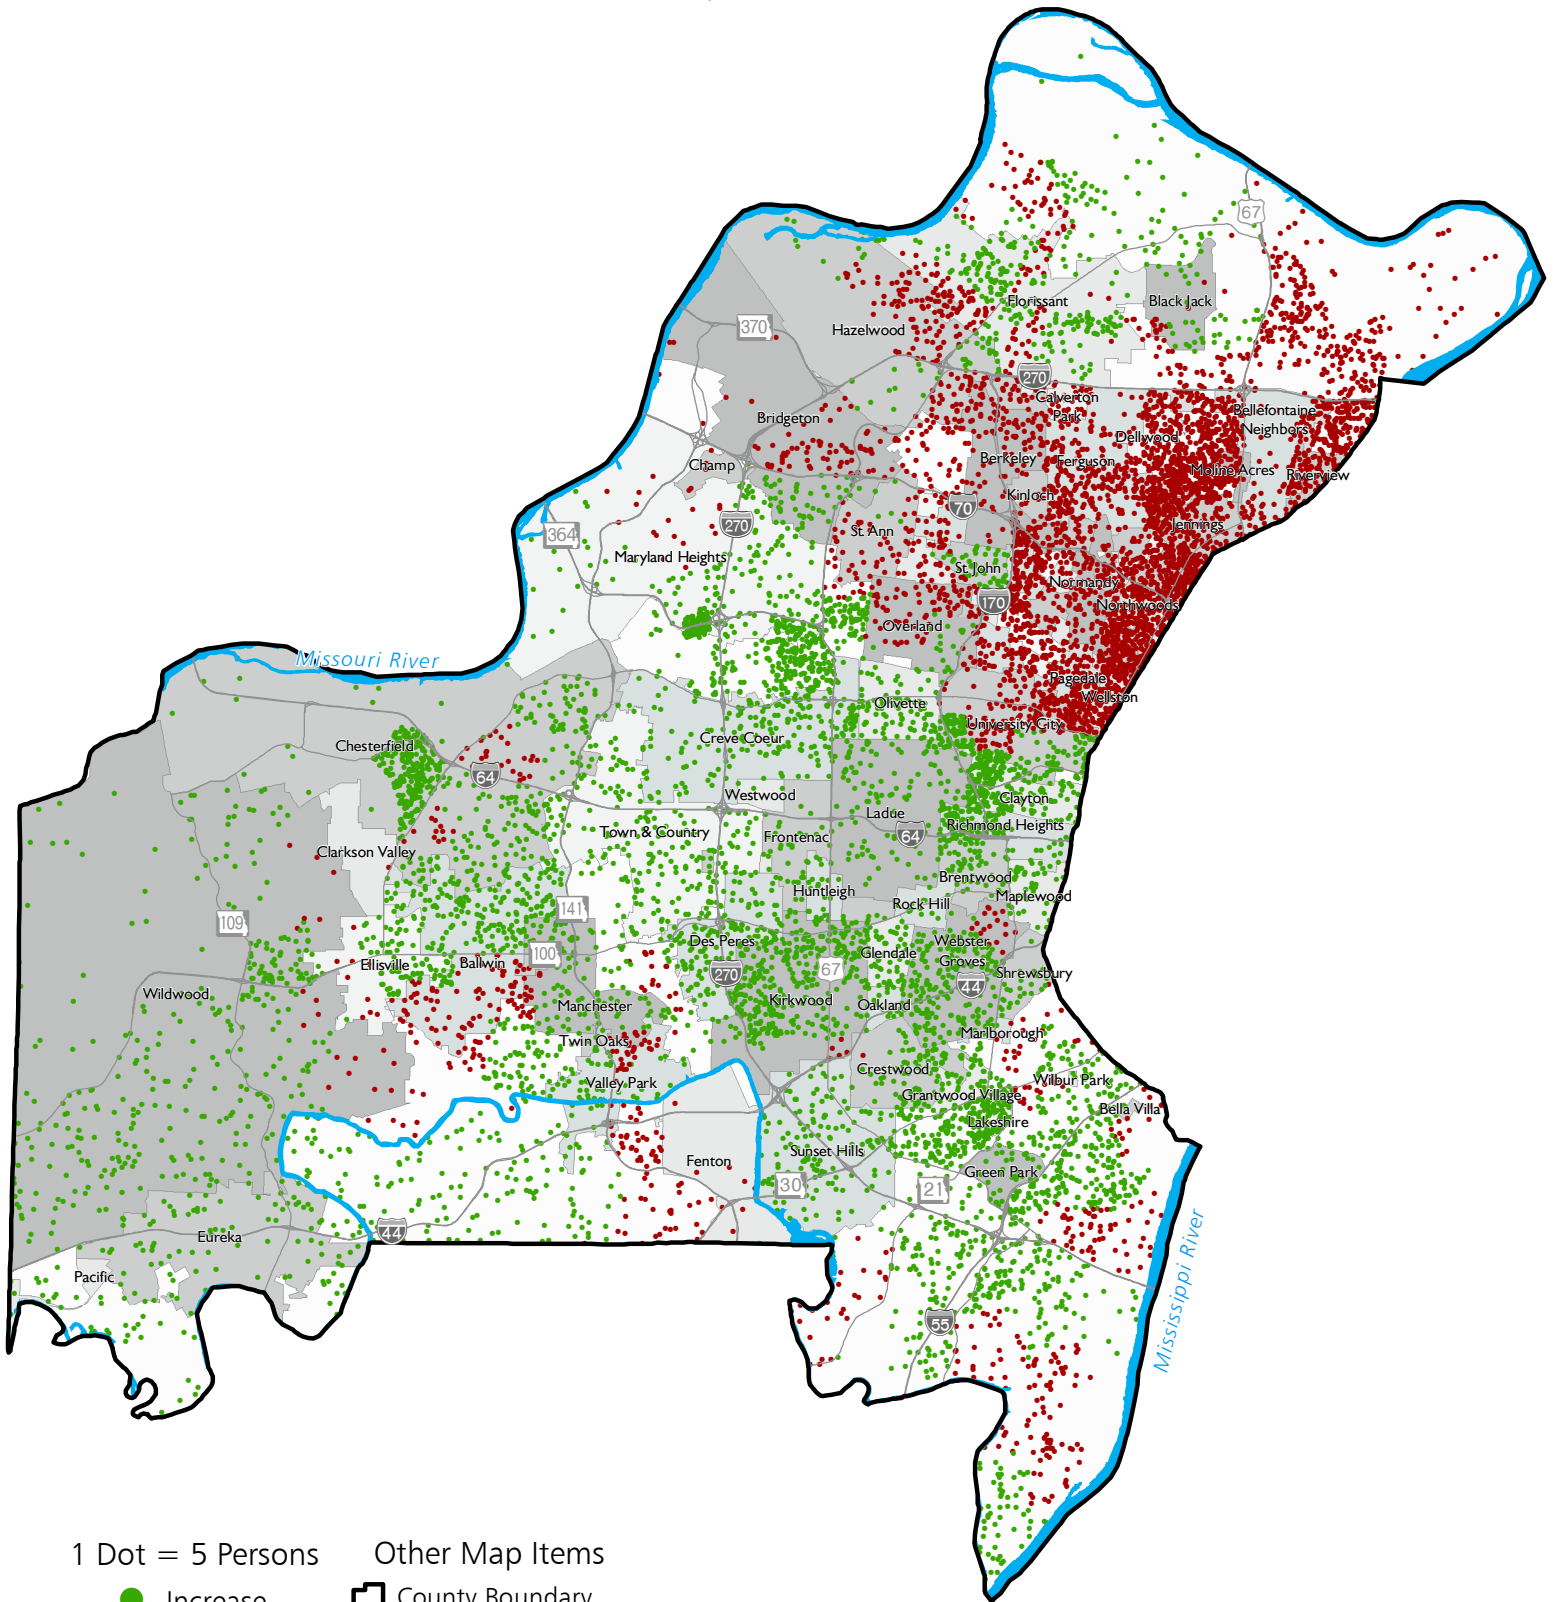 67
Florissant
Black Jack
370
Hazelwood
270
Calverton
Park
Bridgeton
Bellefontaine
Neighbors
Dellwood
Champ
Berkeley
Ferguson
Moline Acres
Riverview
Kinloch
70
270
364
St. Ann
Jennings
Maryland Heights
St. John
Normandy
170
Northwoods
Overland
Missouri River
Pagedale
Wellston
Olivette
University City
Creve Coeur
Chesterfield
64
Westwood
Clayton
Ladue
Richmond Heights
Town & Country
Frontenac
64
Clarkson Valley
Brentwood
Huntleigh
Maplewood
Rock Hill
141
109
Des Peres
Webster
Groves
Glendale
100
Ellisville
Ballwin
270
67
Shrewsbury
44
Wildwood
Kirkwood
Oakland
Manchester
Marlborough
Twin Oaks
Crestwood
Valley Park
Wilbur Park
Grantwood Village
Bella Villa
Lakeshire
Sunset Hills
Fenton
Green Park
30
21
Mississippi River
44
Eureka
Pacific
55
1 Dot = 5 Persons
Other Map Items
Increase
County Boundary